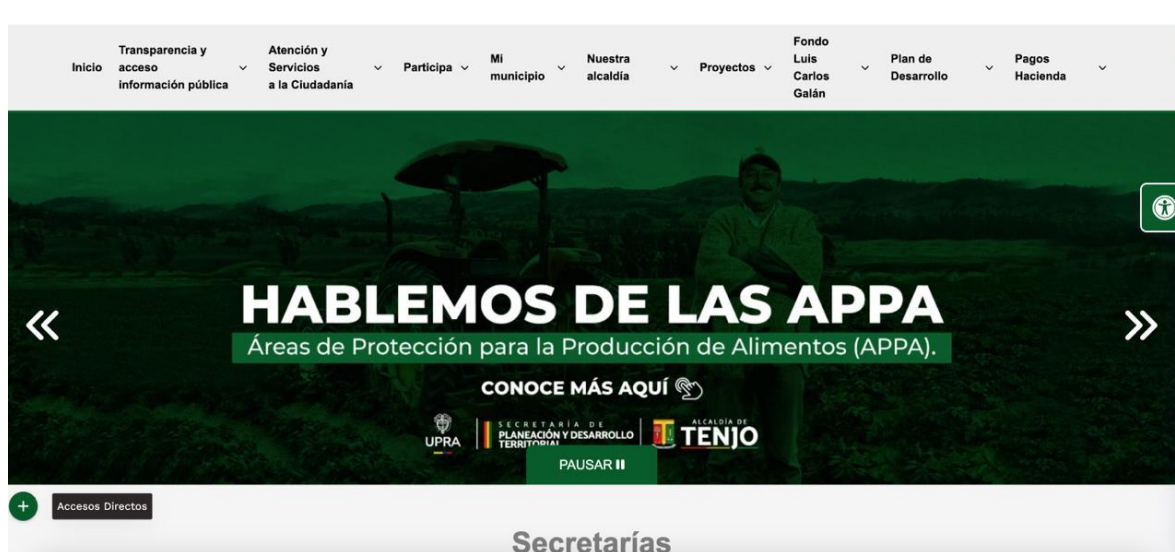 Inicio
Transparencia y
acceso
información pública
Atención y
Servicios
a la Ciudadanía
Participa
Mi
municipio
Nuestra
alcaldía
Proyectos
Fondo
Luis
Carlos
Galán
Plan de
Desarrollo
Pagos
Hacienda
HABLEMOS DE LAS APPA
Áreas de Protección para la Producción de Alimentos (APPA).
CONOCE MÁS AQUÍ
UPRA
SECRETARÍA DE
PLANEACIÓN Y DESARROLLO
TERRITORIAL
ALCALDÍA DE
TENJO
PAUSAR
Accesos Directos
Secretarías